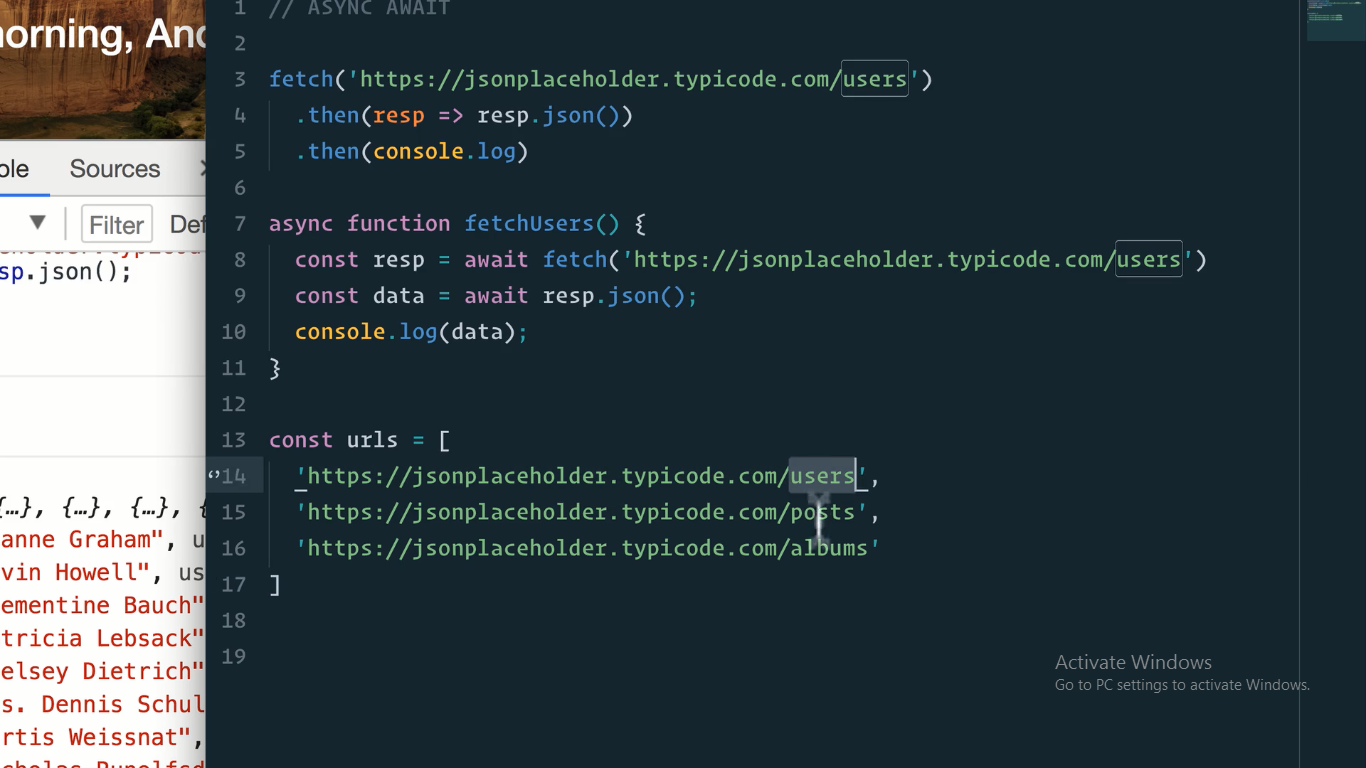 orning, And
ole Sources
Filter Def
sp.json();
{…}, {…}, {…}, {
anne Graham", u
vin Howell", us
ementine Bauch"
tricia Lebsack"
elsey Dietrich"
s. Dennis Schul
rtis Weissnat",
1 // ASYNC AWAIT
2
3 fetch('https://jsonplaceholder.typicode.com/users')
4 .then(resp => resp.json())
5 .then(console.log)
6
7 async function fetchUsers() {
8 const resp = await fetch('https://jsonplaceholder.typicode.com/users')
9 const data = await resp.json();
10 console.log(data);
11 }
12
13 const urls = [
14 'https://jsonplaceholder.typicode.com/users',
15 'https://jsonplaceholder.typicode.com/posts',
16 'https://jsonplaceholder.typicode.com/albums'
17 ]
18
19
Activate Windows
Go to PC settings to activate Windows.